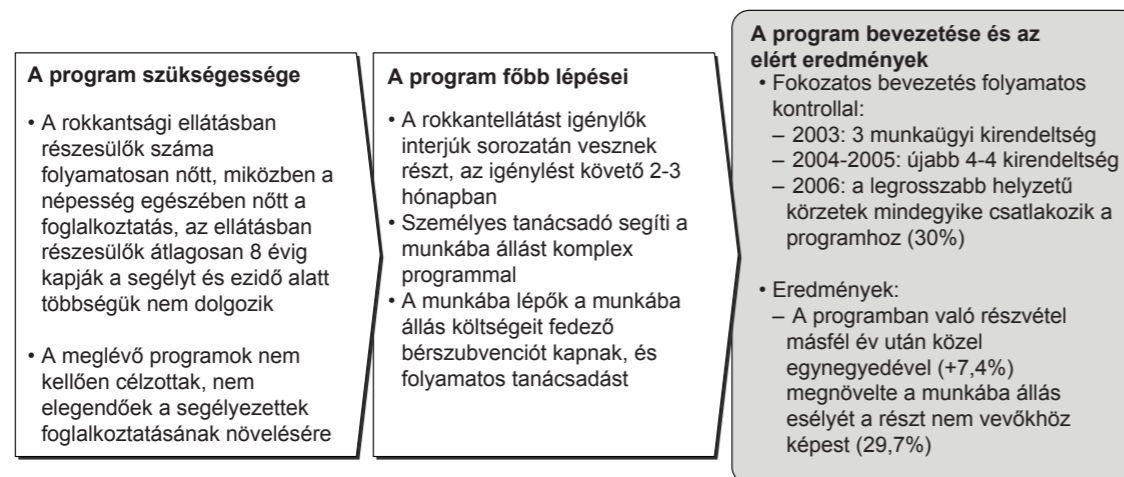 A program szükségessége
• A rokkantsági ellátásban
részesülők száma
folyamatosan nőtt, miközben a
népesség egészében nőtt a
foglalkoztatás, az ellátásban
részesülők átlagosan 8 évig
kapják a segélyt és ezidő alatt
többségük nem dolgozik
• A meglévő programok nem
kellően célzottak, nem
elegendőek a segélyezettek
foglalkoztatásának növelésére
A program főbb lépései
• A rokkantellátást igénylők
interjúk sorozatán vesznek
részt, az igénylést követő 2-3
hónapban
• Személyes tanácsadó segíti a
munkába állást komplex
programmal
• A munkába lépők a munkába
állás költségeit fedező
bérszubvenciót kapnak, és
folyamatos tanácsadást
A program bevezetése és az
elért eredmények
• Fokozatos bevezetés folyamatos
kontrollal:
– 2003: 3 munkaügyi kirendeltség
– 2004-2005: újabb 4-4 kirendeltség
– 2006: a legrosszabb helyzetű
körzetek mindegyike csatlakozik a
programhoz (30%)
• Eredmények:
– A programban való részvétel
másfél év után közel
egynegyedével (+7,4%)
megnövelte a munkába állás
esélyét a részt nem vevőkhöz
képest (29,7%)